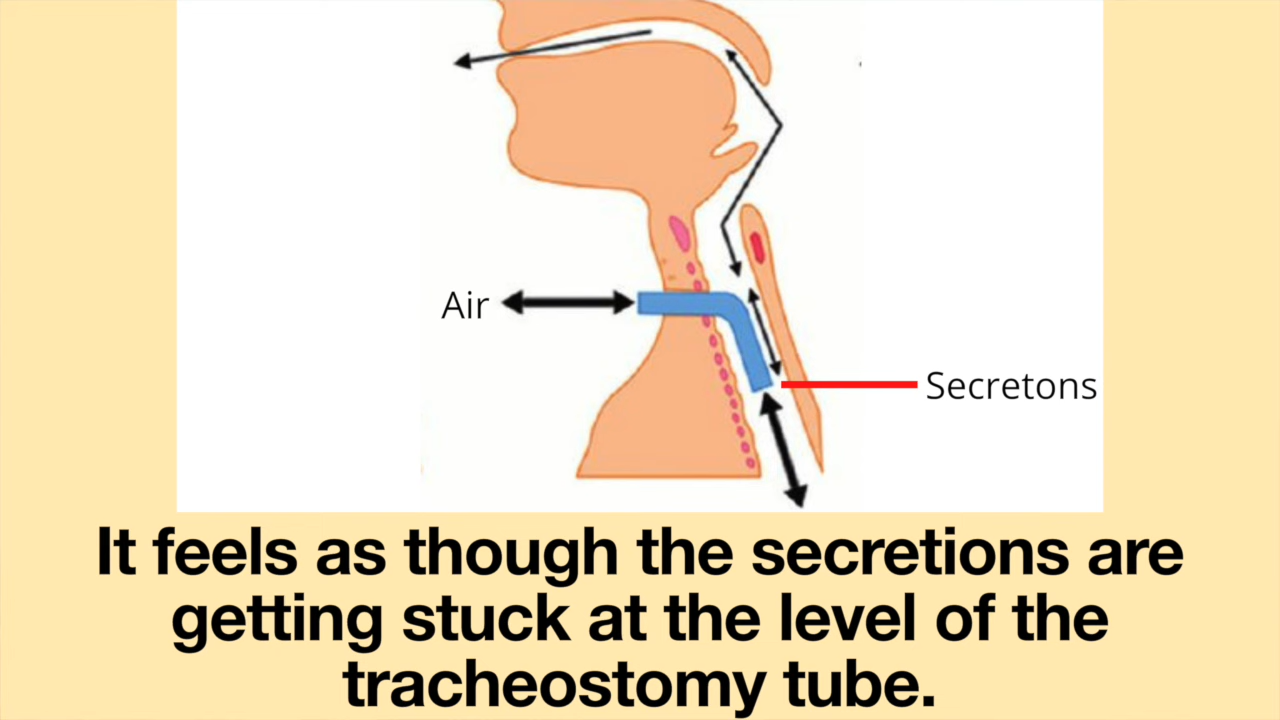 Air
Secretons
It feels as though the secretions are
getting stuck at the level of the
tracheostomy tube.